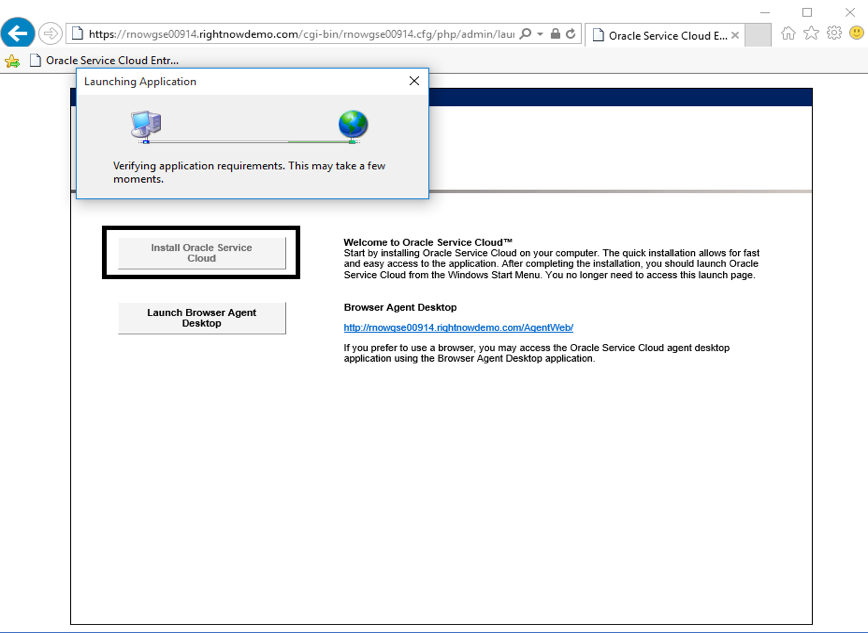 https://rnowgse00914.rightnowdemo.com/cgi-bin/rnowgse00914.cfg/php/admin/lau
Oracle Service Cloud E...
Oracle Service Cloud Entr...
Launching Application
Verifying application requirements. This may take a few
moments.
Install Oracle Service
Cloud
Welcome to Oracle Service Cloud™
Start by installing Oracle Service Cloud on your computer. The quick installation allows for fast
and easy access to the application. After completing the installation, you should launch Oracle
Service Cloud from the Windows Start Menu. You no longer need to access this launch page.
Launch Browser Agent
Desktop
Browser Agent Desktop
http://rnowgse00914.rightnowdemo.com/AgentWeb/
If you prefer to use a browser, you may access the Oracle Service Cloud agent desktop
application using the Browser Agent Desktop application.